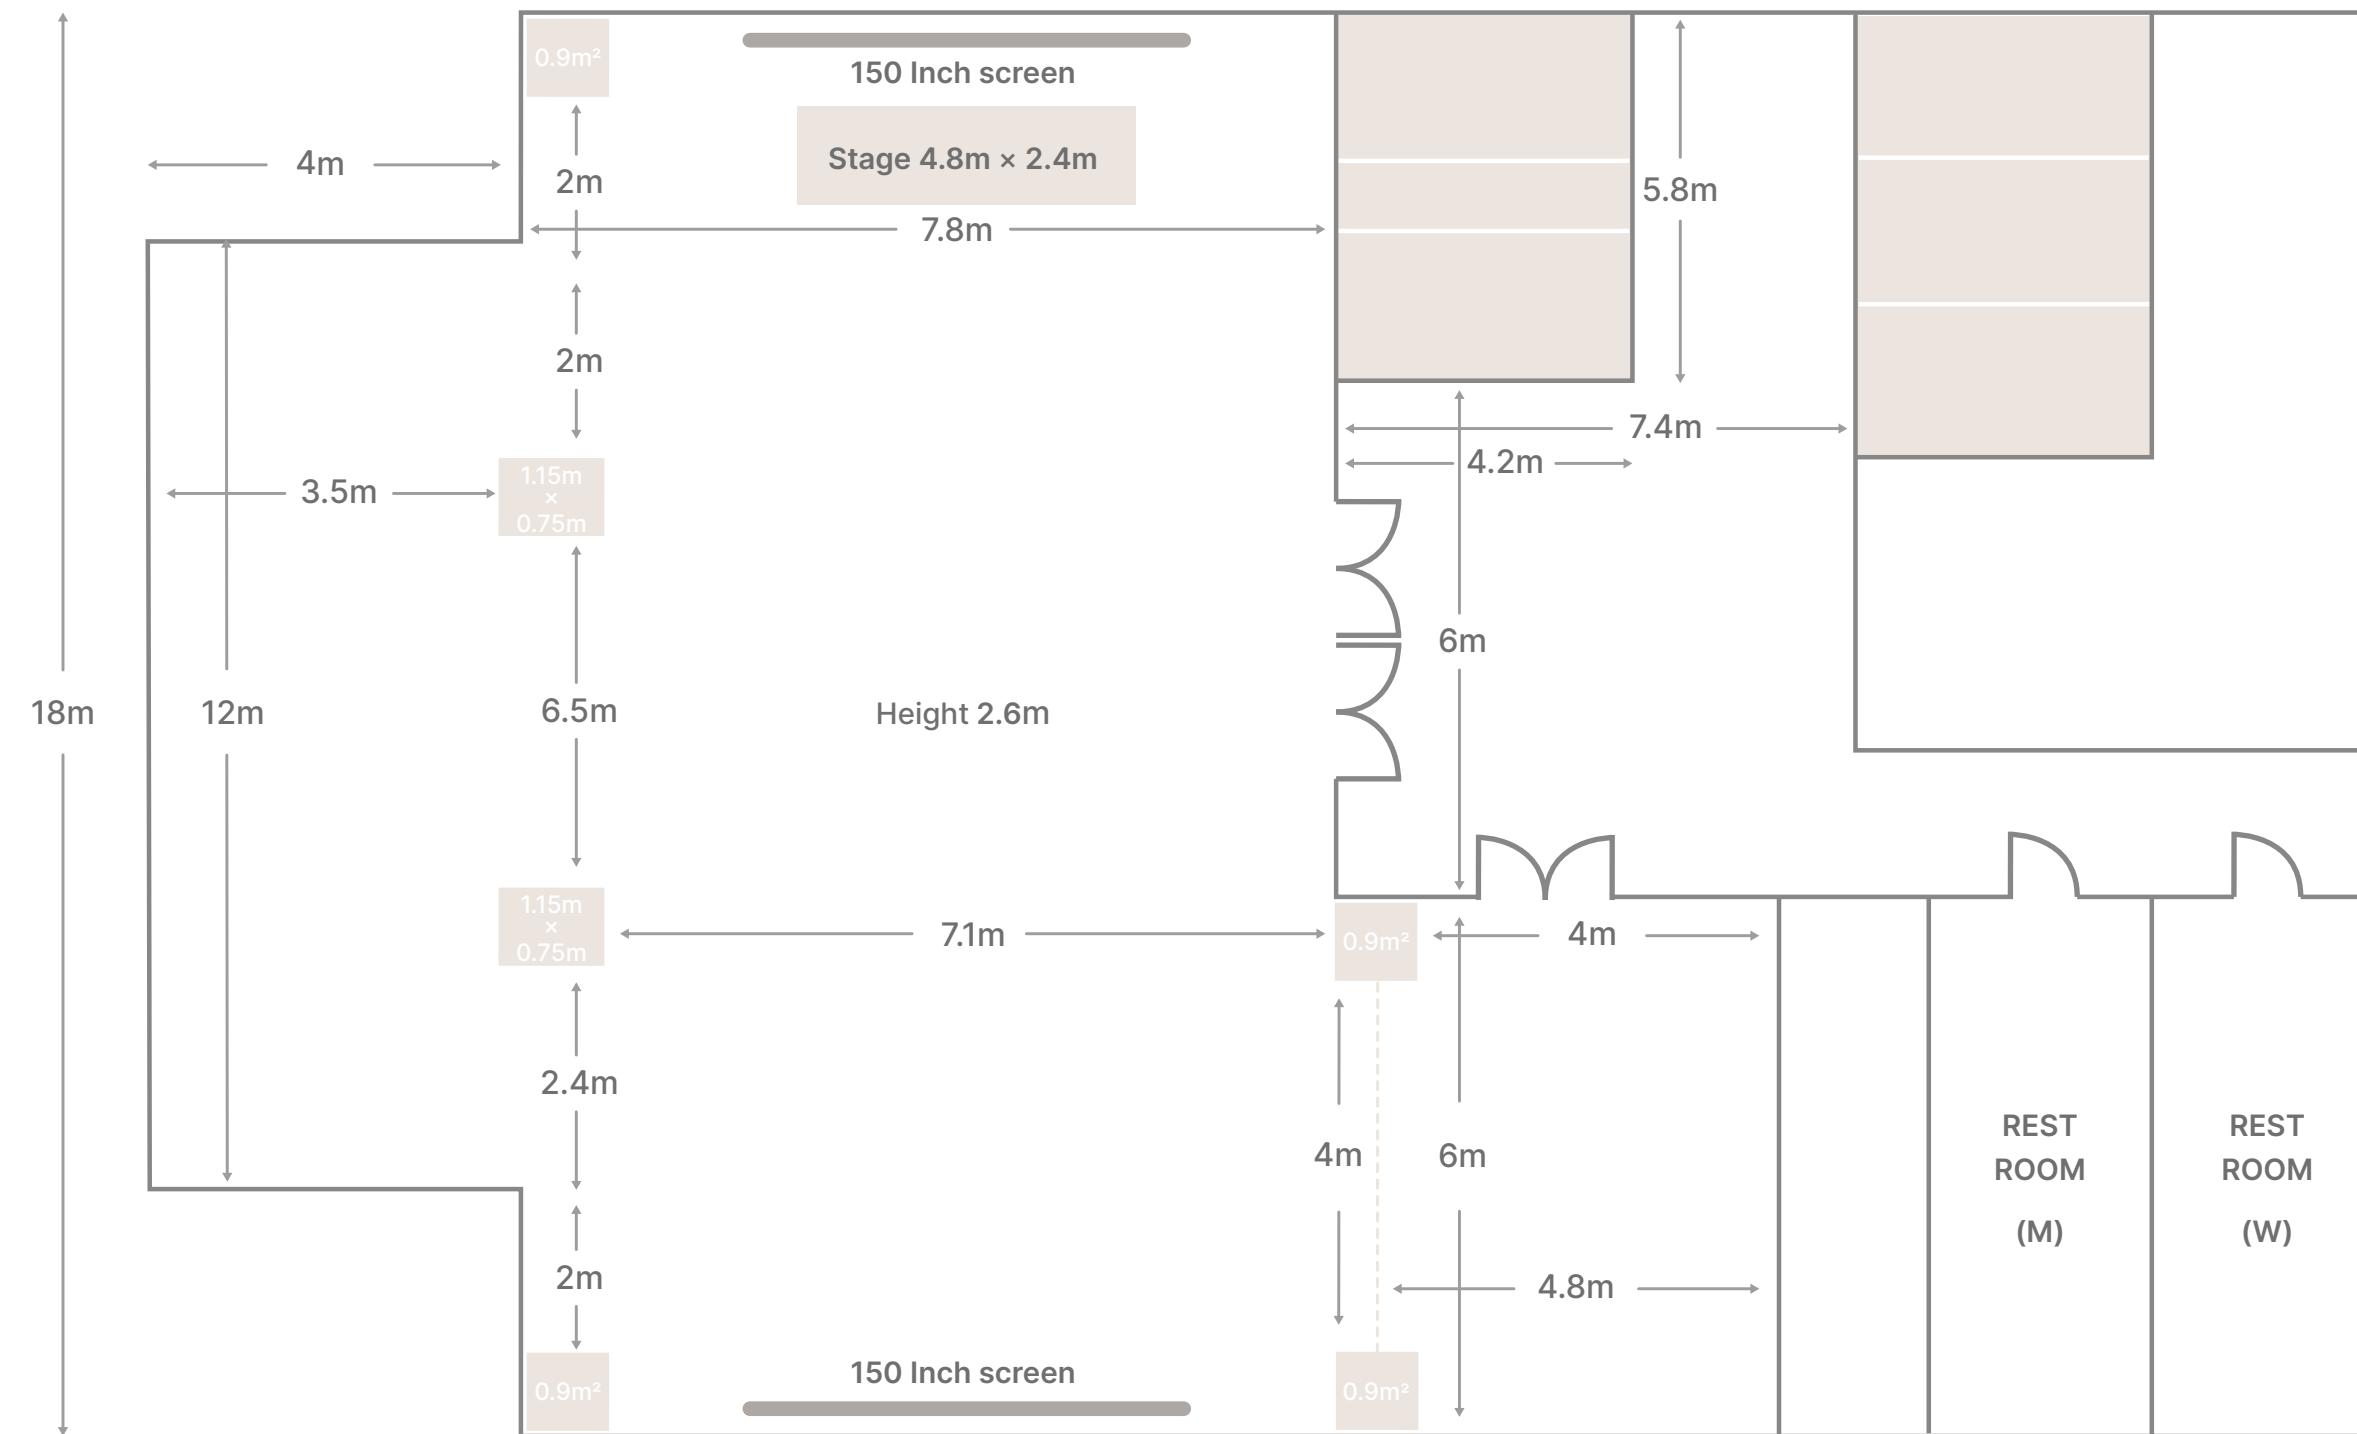 0.9m²
150 Inch screen
Stage 4.8m × 2.4m
4m
2m
5.8m
7.8m
2m
7.4m
4.2m
1.15m
×
0.75m
3.5m
6m
18m
12m
6.5m
Height 2.6m
1.15m
×
0.75m
7.1m
0.9m²
4m
2.4m
4m
6m
REST
ROOM
(M)
REST
ROOM
(W)
2m
4.8m
150 Inch screen
0.9m²
0.9m²